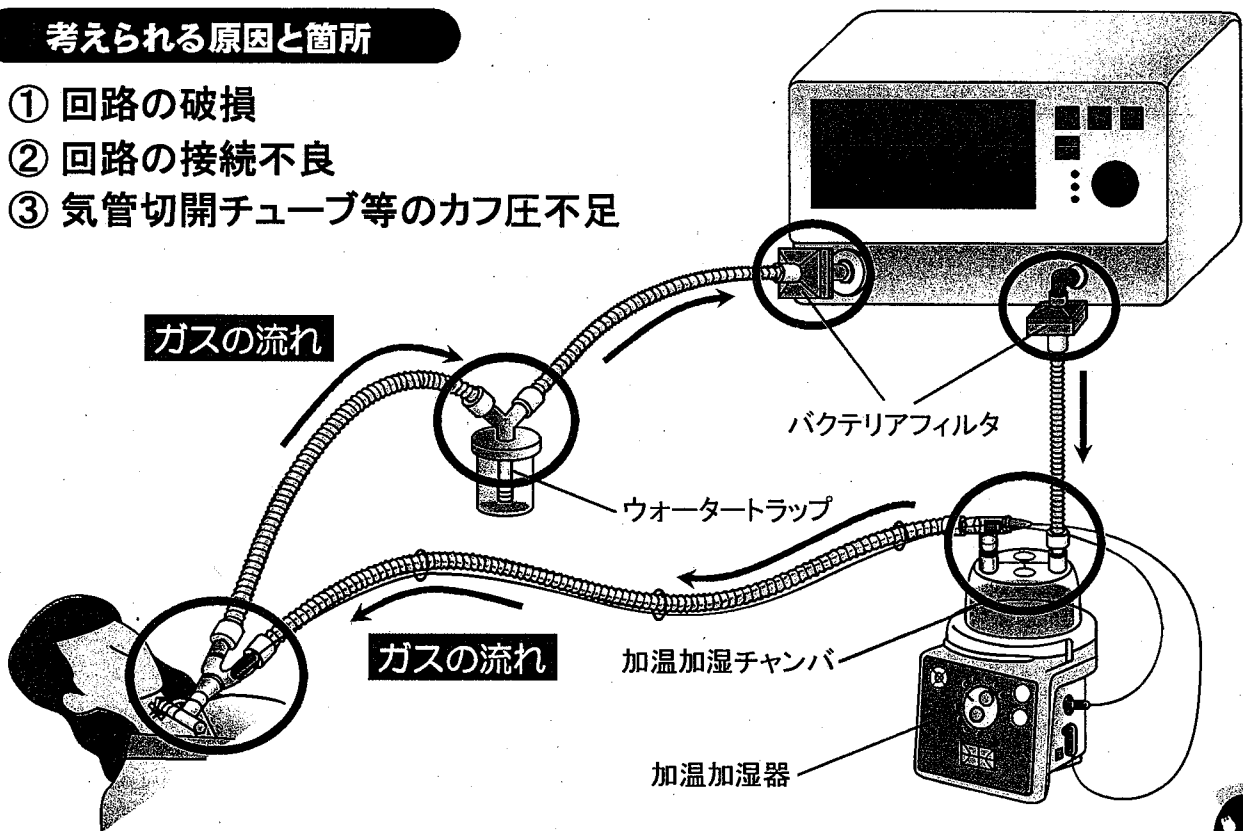 考えられる原因と箇所
① 回路の破損
② 回路の接続不良
③ 気管切開チューブ等のカフ圧不足
ガスの流れ
バクテリアフィルタ
ウォータートラップ
ガスの流れ
加温加湿チャンバ
加温加湿器